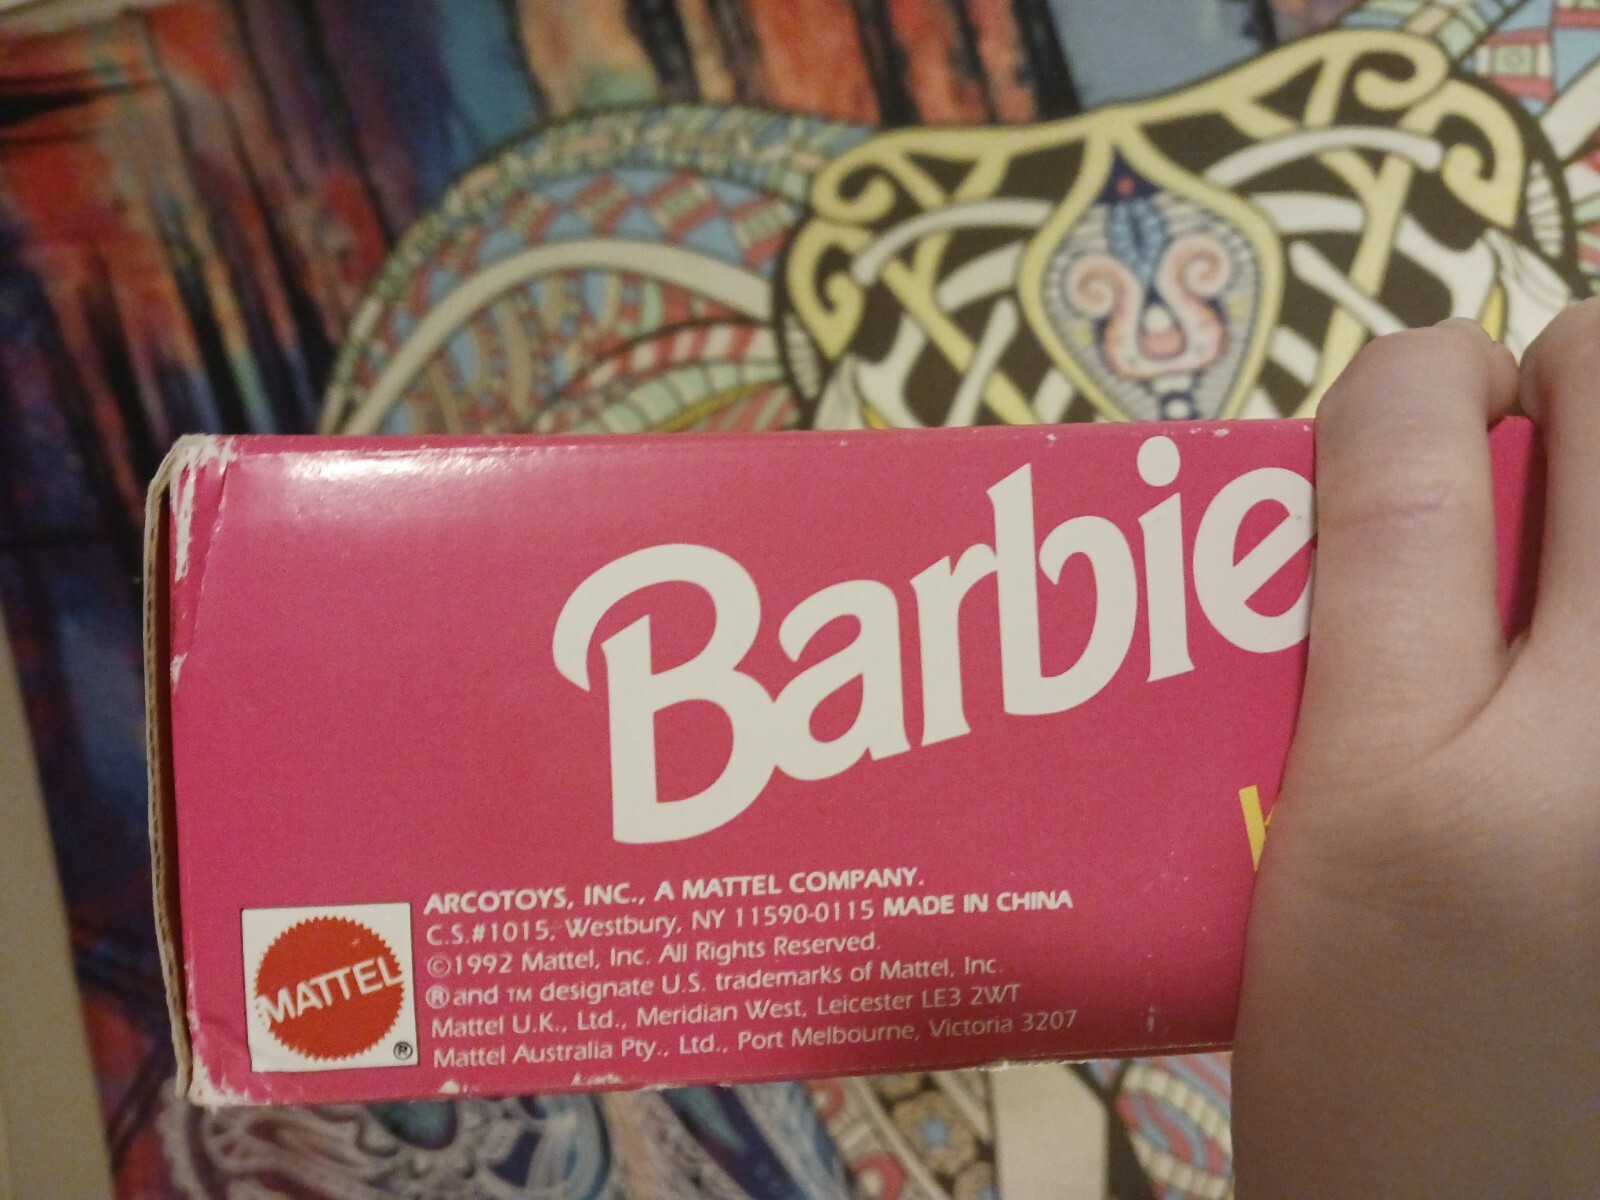 Barbie
ARCOTOYS, INC., A MATTEL COMPANY.
C.S.#1015, Westbury, NY 11590-0115 MADE IN CHINA
©1992 Mattel, Inc. All Rights Reserved.
® and TM designate U.S. trademarks of Mattel, Inc.
Mattel U.K., Ltd., Meridian West, Leicester LE3 2WT
Mattel Australia Pty., Ltd., Port Melbourne, Victoria 3207
MATTEL
®